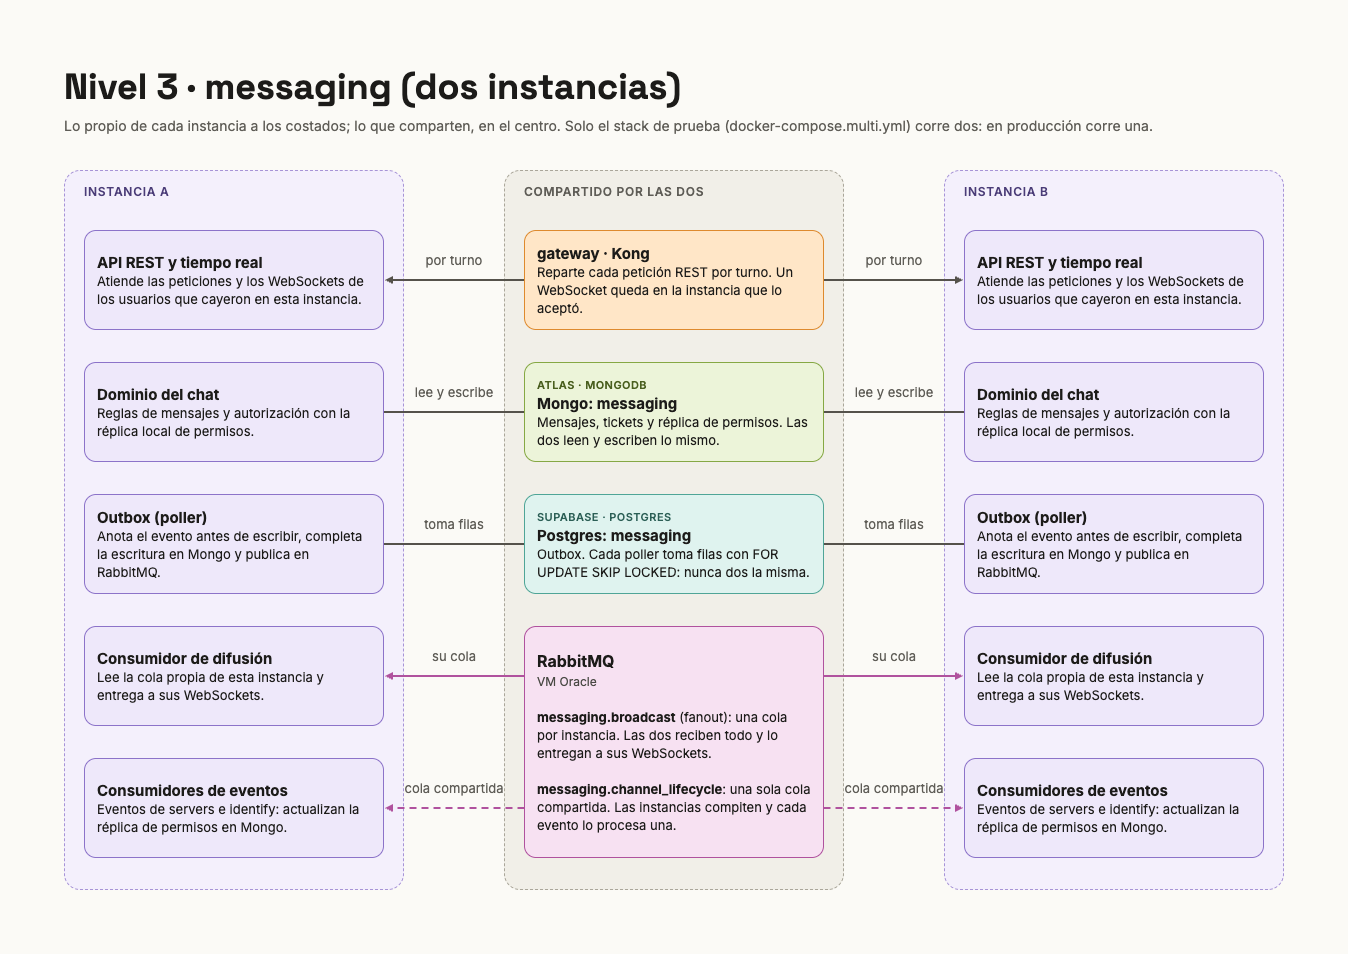 Nivel 3 · messaging (dos instancias)
Lo propio de cada instancia a los costados; lo que comparten, en el centro. Solo el stack de prueba (docker-compose.multi.yml) corre dos: en producción corre una.
INSTANCIA A
API REST y tiempo real
Atiende las peticiones y los WebSockets de
los usuarios que cayeron en esta instancia.
Dominio del chat
Reglas de mensajes y autorización con la
réplica local de permisos.
Outbox (poller)
Anota el evento antes de escribir, completa
la escritura en Mongo y publica en
RabbitMQ.
Consumidor de difusión
Lee la cola propia de esta instancia y
entrega a sus WebSockets.
Consumidores de eventos
Eventos de servers e identify: actualizan la
réplica de permisos en Mongo.
por turno
lee y escribe
toma filas
su cola
cola compartida
COMPARTIDO POR LAS DOS
gateway · Kong
Reparte cada petición REST por turno. Un
WebSocket queda en la instancia que lo
aceptó.
ATLAS · MONGODB
Mongo: messaging
Mensajes, tickets y réplica de permisos. Las
dos leen y escriben lo mismo.
SUPABASE · POSTGRES
Postgres: messaging
Outbox. Cada poller toma filas con FOR
UPDATE SKIP LOCKED: nunca dos la misma.
RabbitMQ
VM Oracle
messaging.broadcast (fanout): una cola
por instancia. Las dos reciben todo y lo
entregan a sus WebSockets.
messaging.channel_lifecycle: una sola cola
compartida. Las instancias compiten y cada
evento lo procesa una.
por turno
lee y escribe
toma filas
su cola
cola compartida
INSTANCIA B
API REST y tiempo real
Atiende las peticiones y los WebSockets de
los usuarios que cayeron en esta instancia.
Dominio del chat
Reglas de mensajes y autorización con la
réplica local de permisos.
Outbox (poller)
Anota el evento antes de escribir, completa
la escritura en Mongo y publica en
RabbitMQ.
Consumidor de difusión
Lee la cola propia de esta instancia y
entrega a sus WebSockets.
Consumidores de eventos
Eventos de servers e identify: actualizan la
réplica de permisos en Mongo.